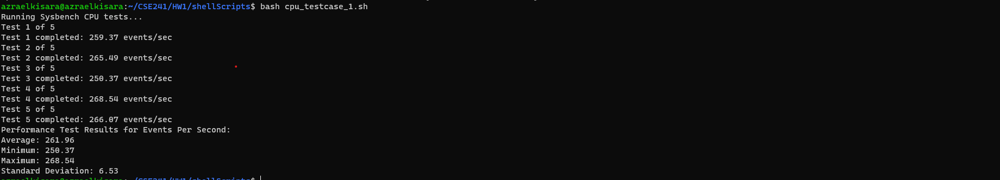 azraelkisara@azraelkisara:~/CSE241/HW1/shellScripts$ bash cpu_testcase_1.sh
Running Sysbench CPU tests...
Test 1 of 5
Test 1 completed: 259.37 events/sec
Test 2 of 5
Test 2 completed: 265.49 events/sec
Test 3 of 5
Test 3 completed: 250.37 events/sec
Test 4 of 5
Test 4 completed: 268.54 events/sec
Test 5 of 5
Test 5 completed: 266.07 events/sec
Performance Test Results for Events Per Second:
Average: 261.96
Minimum: 250.37
Maximum: 268.54
Standard Deviation: 6.53
azraelkisara@azraelkisara:~/CSE241/HW1/shellScripts$